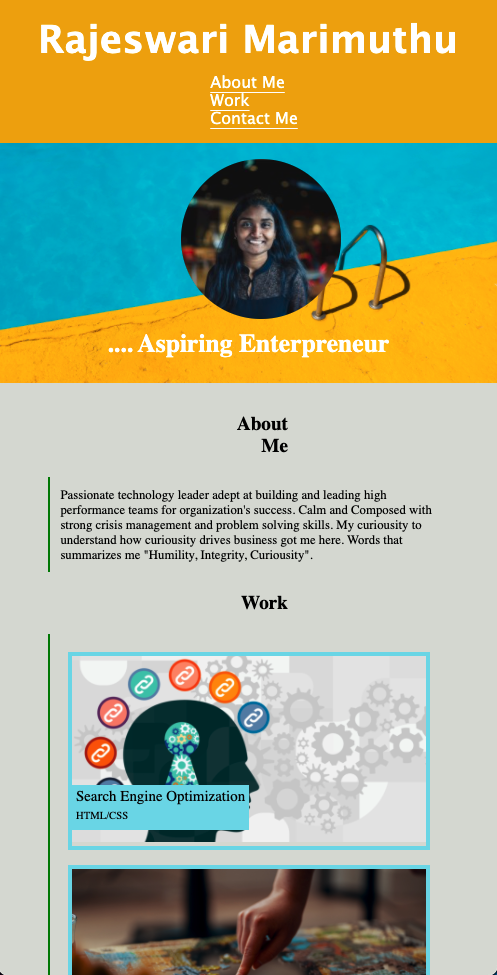 Rajeswari Marimuthu
About Me
Work
Contact Me
.... Aspiring Enterpreneur
About
Me
Passionate technology leader adept at building and leading high
performance teams for organization's success. Calm and Composed with
strong crisis management and problem solving skills. My curiousity to
understand how curiousity drives business got me here. Words that
summarizes me "Humility, Integrity, Curiousity".
Work
Search Engine Optimization
HTML/CSS